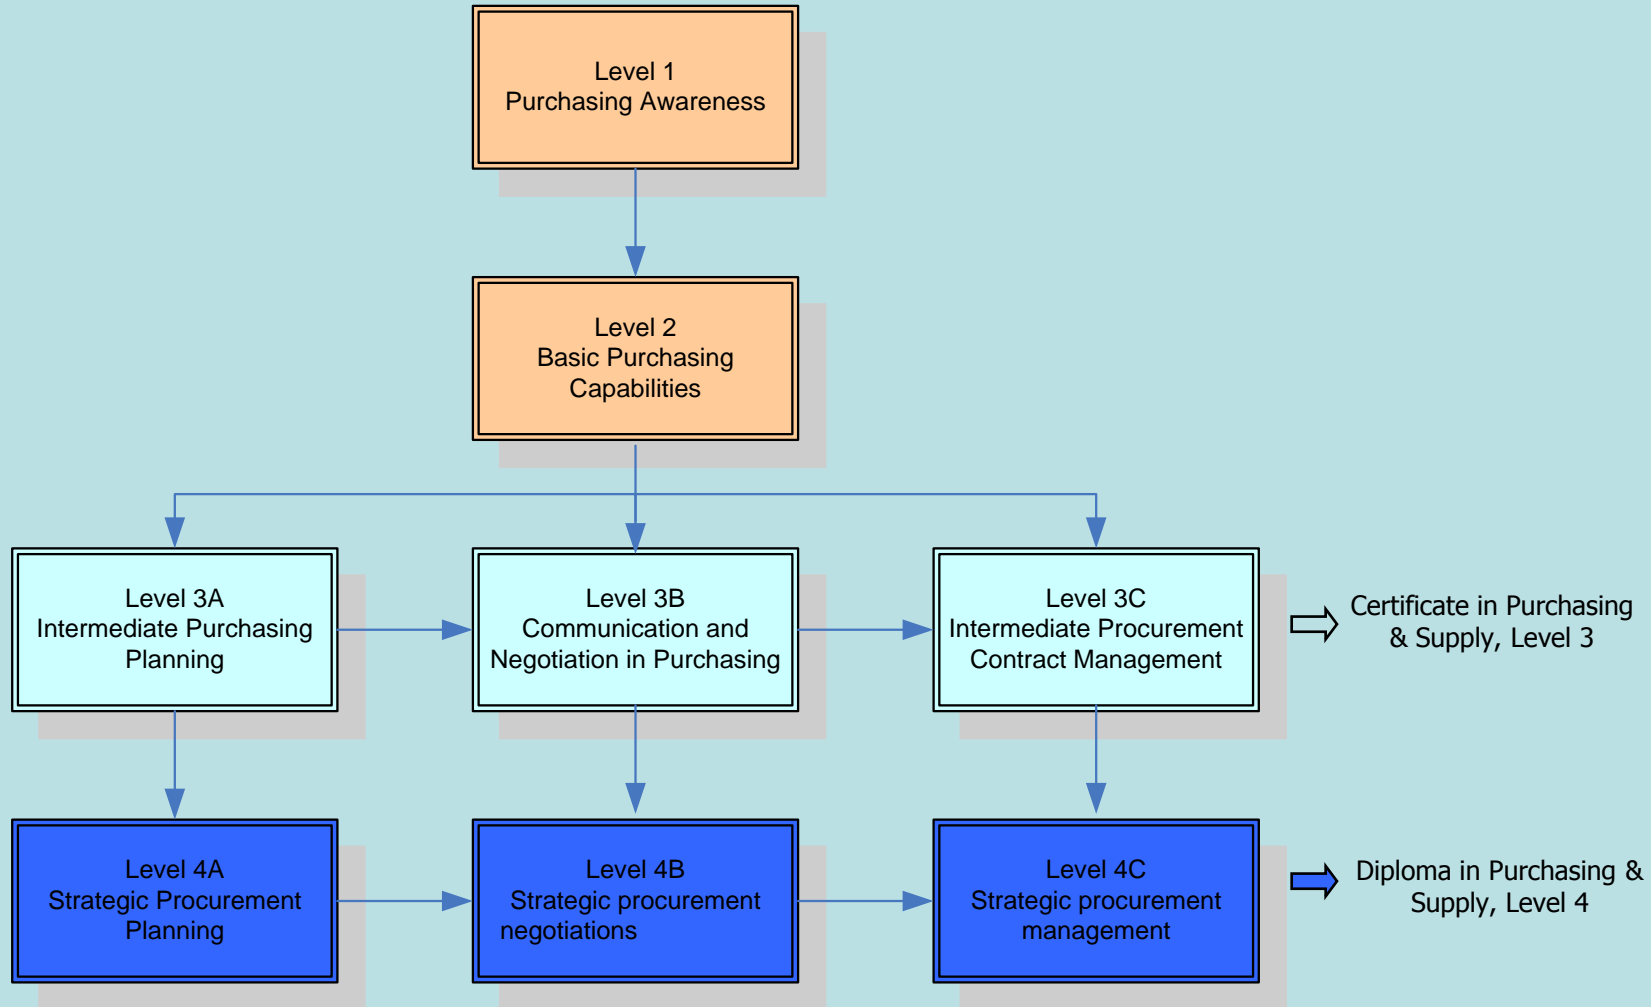 Level 1
Purchasing Awareness
Level 2
Basic Purchasing
Capabilities
Level 3A
Intermediate Purchasing
Planning
Level 3B
Communication and
Negotiation in Purchasing
Level 3C
Intermediate Procurement
Contract Management
Certificate in Purchasing
& Supply, Level 3
Level 4A
Strategic Procurement
Planning
Level 4B
Strategic procurement
negotiations
Level 4C
Strategic procurement
management
Diploma in Purchasing &
Supply, Level 4